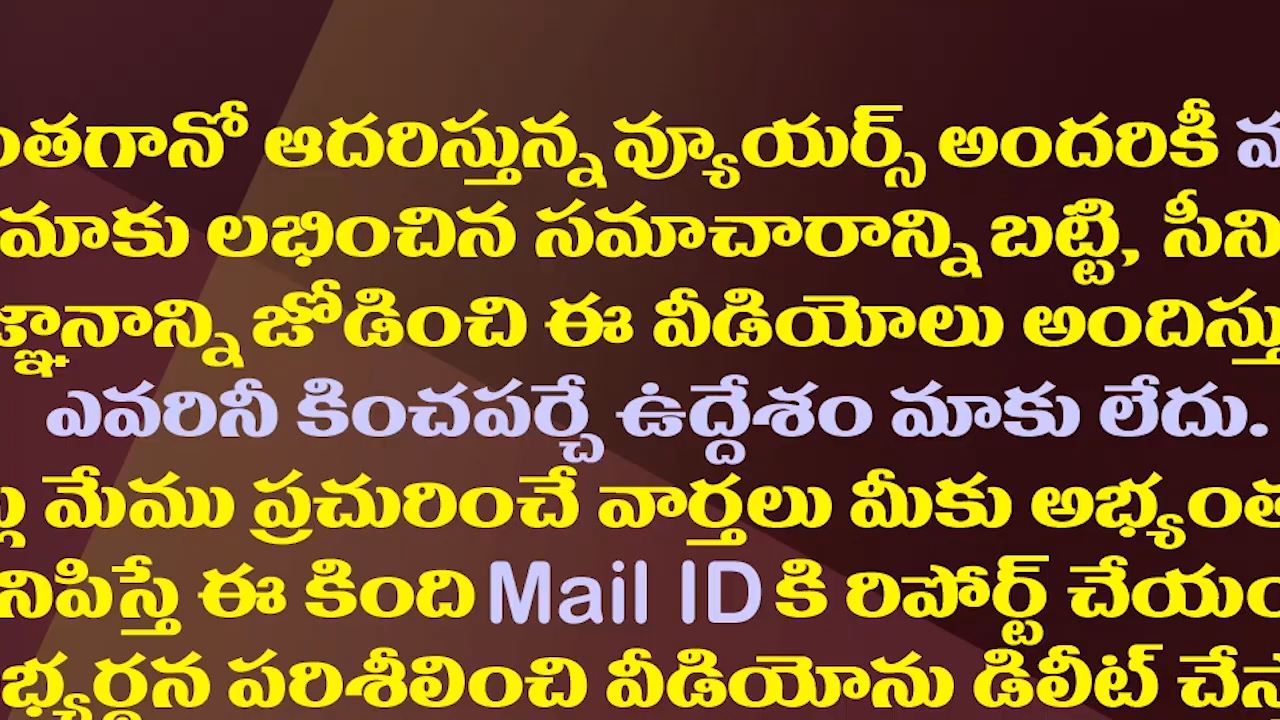 ంతగానో ఆదరిస్తున్న వ్యూయర్స్ అందరికీ
మాకు లభించిన సమాచారాన్ని బట్టి, సీని
జ్ఞానాన్ని జోడించి ఈ వీడియోలు అందిస్తు
ఎవరినీ కించపర్చే ఉద్దేశం మాకు లేదు.
మేము ప్రచురించే వార్తలు మీకు అభ్యంత
నిపిస్తే ఈ కింది Mail ID కి రిపోర్ట్ చేయం
భ్యర్థన పరిశీలించి వీడియోను డిలీట్ చేస